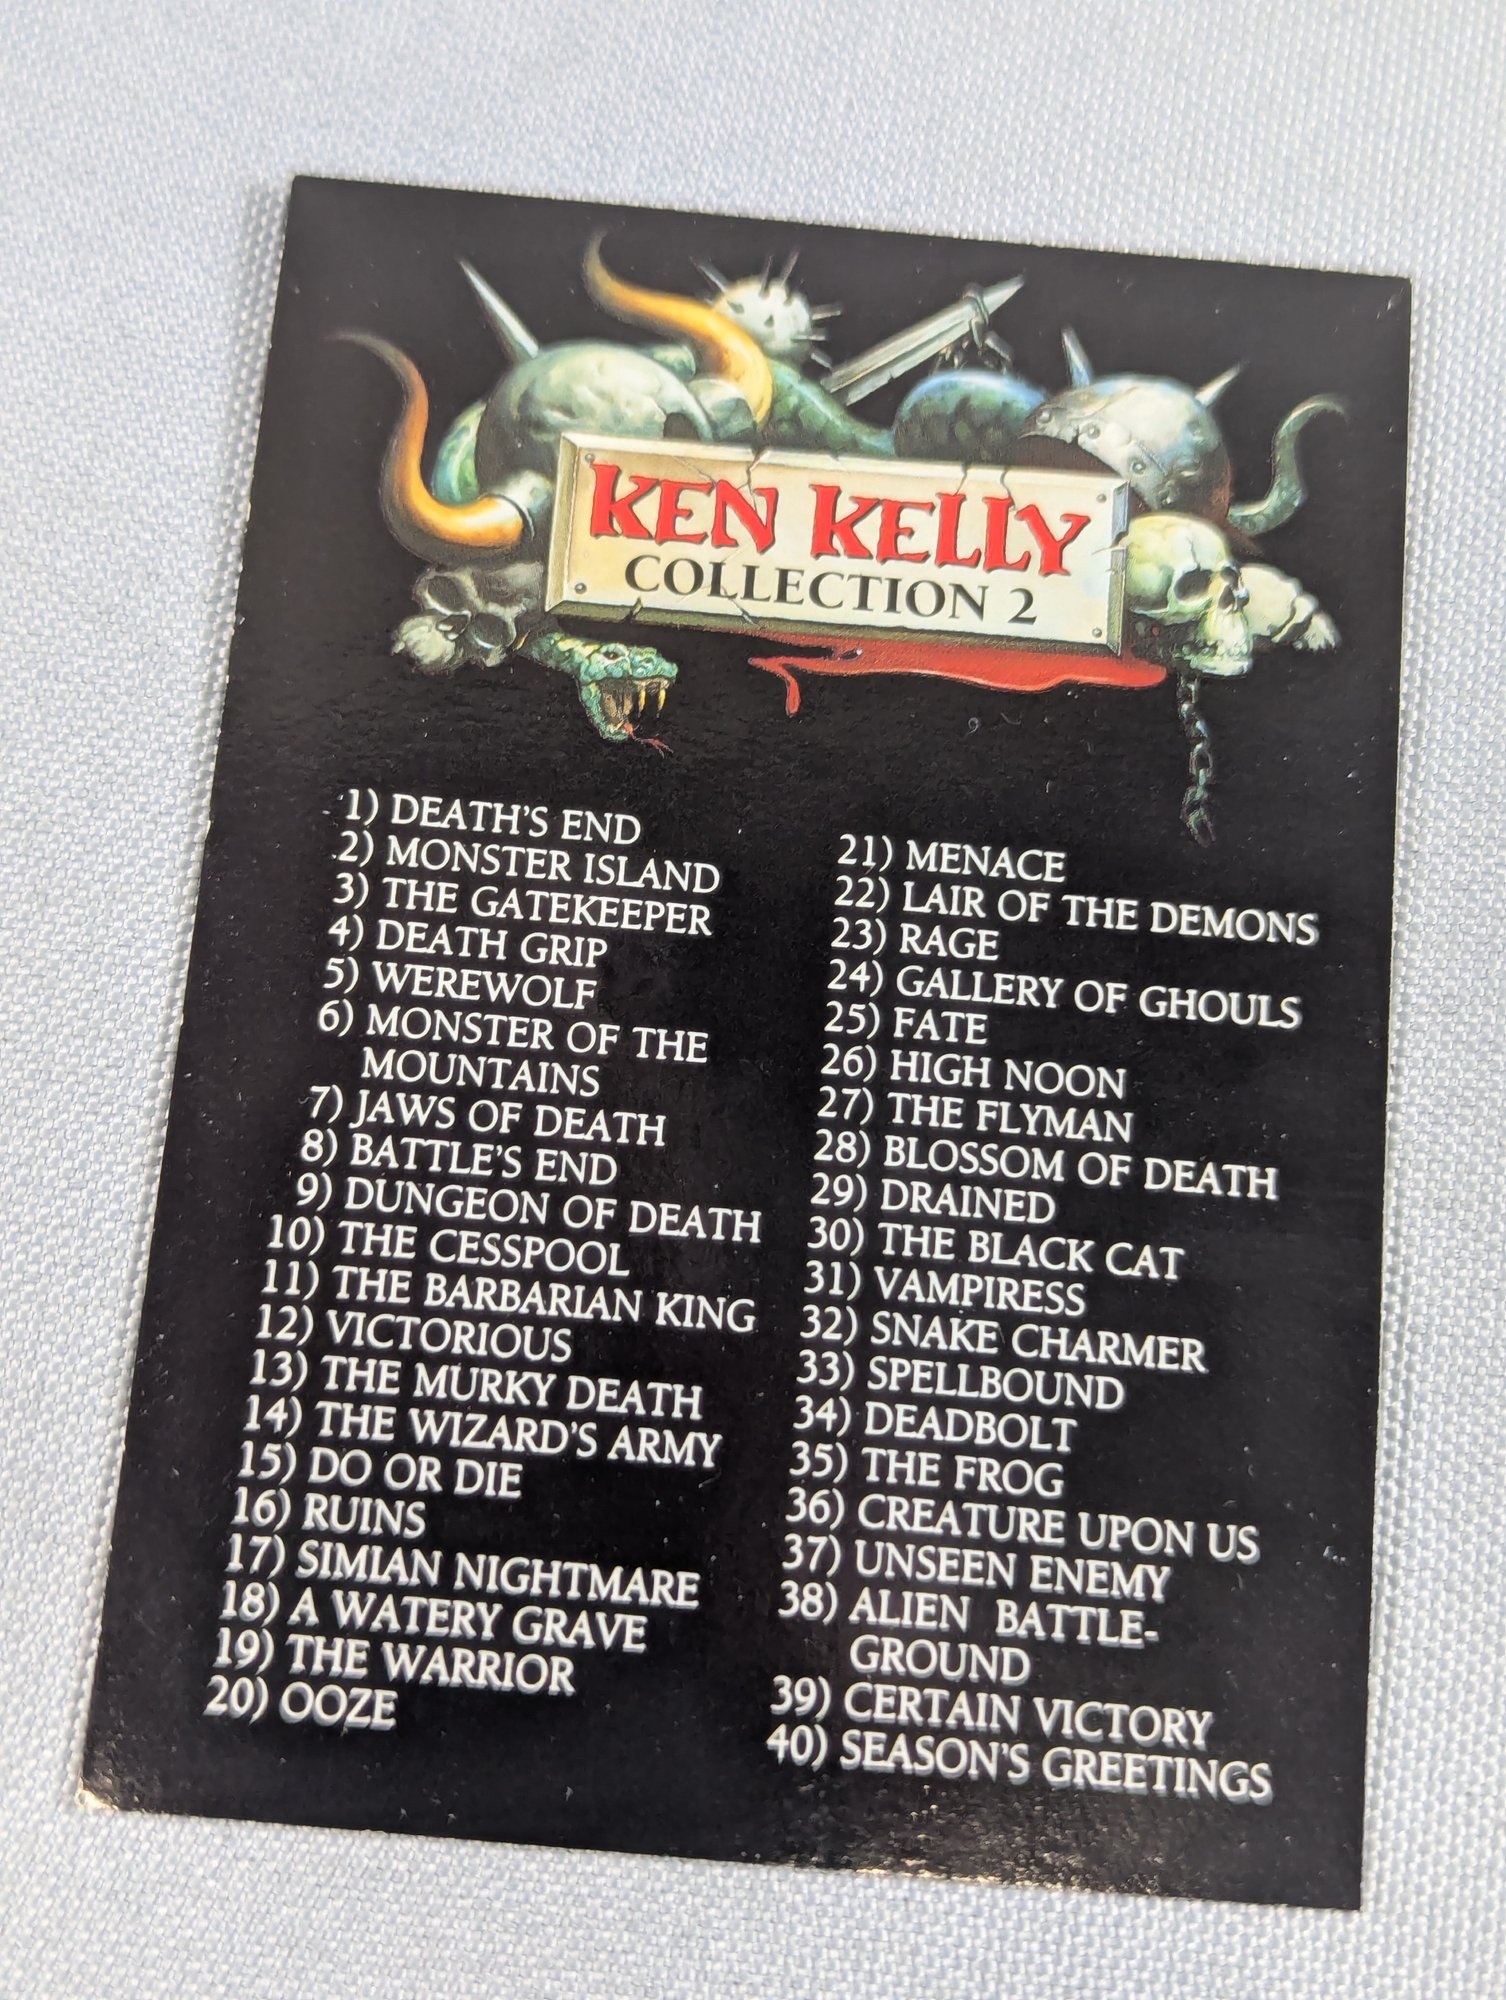 KEN KELLY
COLLECTION 2
1) DEATH'S END
2) MONSTER ISLAND
3) THE GATEKEEPER
4) DEATH GRIP
5) WEREWOLF
6) MONSTER OF THE
MOUNTAINS
7) JAWS OF DEATH
8) BATTLE'S END
9) DUNGEON OF DEATH
10) THE CESSPOOL
11) THE BARBARIAN KING
12) VICTORIOUS
13) THE MURKY DEATH
14) THE WIZARD'S ARMY
15) DO OR DIE
16) RUINS
17) SIMIAN NIGHTMARE
18) A WATERY GRAVE
19) THE WARRIOR
20) OOZE
21) MENACE
22) LAIR OF THE DEMONS
23) RAGE
24) GALLERY OF GHOULS
25) FATE
26) HIGH NOON
27) THE FLYMAN
28) BLOSSOM OF DEATH
29) DRAINED
30) THE BLACK CAT
31) VAMPIRESS
32) SNAKE CHARMER
33) SPELLBOUND
34) DEADBOLT
35) THE FROG
36) CREATURE UPON US
37) UNSEEN ENEMY
38) ALIEN BATTLE-
GROUND
39) CERTAIN VICTORY
40) SEASON'S GREETINGS